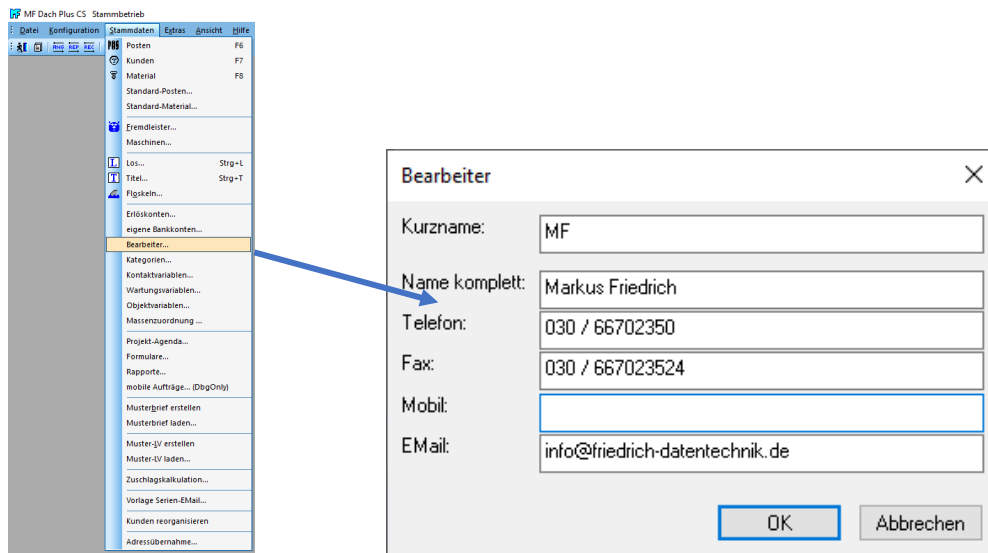 MF Dach Plus CS Stammbetrieb
Datei Konfiguration Stammdaten Extras Ansicht Hilfe
ANG REP REC
POS Posten F6
Kunden F7
Material F8
Standard-Posten...
Standard-Material...
Fremdleister...
Maschinen...
L Los... Strg+L
T Titel... Strg+T
Floskeln...
Erlöskonten...
eigene Bankkonten...
Bearbeiter...
Kategorien...
Kontaktvariablen...
Wartungsvariablen...
Objektvariablen...
Massenzuordnung ...
Projekt-Agenda...
Formulare...
Rapporte...
mobile Aufträge... (DbgOnly)
Musterbrief erstellen
Musterbrief laden...
Muster-LV erstellen
Muster-LV laden...
Zuschlagskalkulation...
Vorlage Serien-EMail...
Kunden reorganisieren
Adressübernahme...
Bearbeiter
Kurzname: MF
Name komplett: Markus Friedrich
Telefon: 030 / 66702350
Fax: 030 / 667023524
Mobil:
EMail: info@friedrich-datentechnik.de
OK Abbrechen